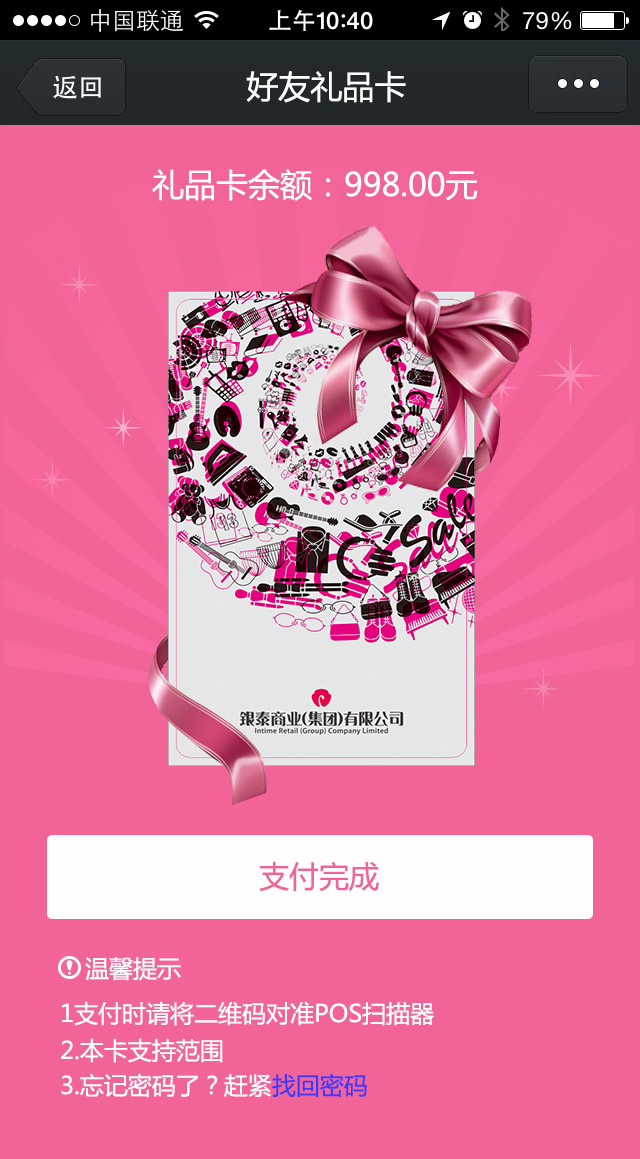 中国联通 上午10:40 79%
返回 好友礼品卡
礼品卡余额：998.00元
Sale
银泰商业(集团)有限公司
Intime Retail (Group) Company Limited
支付完成
温馨提示
1支付时请将二维码对准POS扫描器
2.本卡支持范围
3.忘记密码了？赶紧找回密码